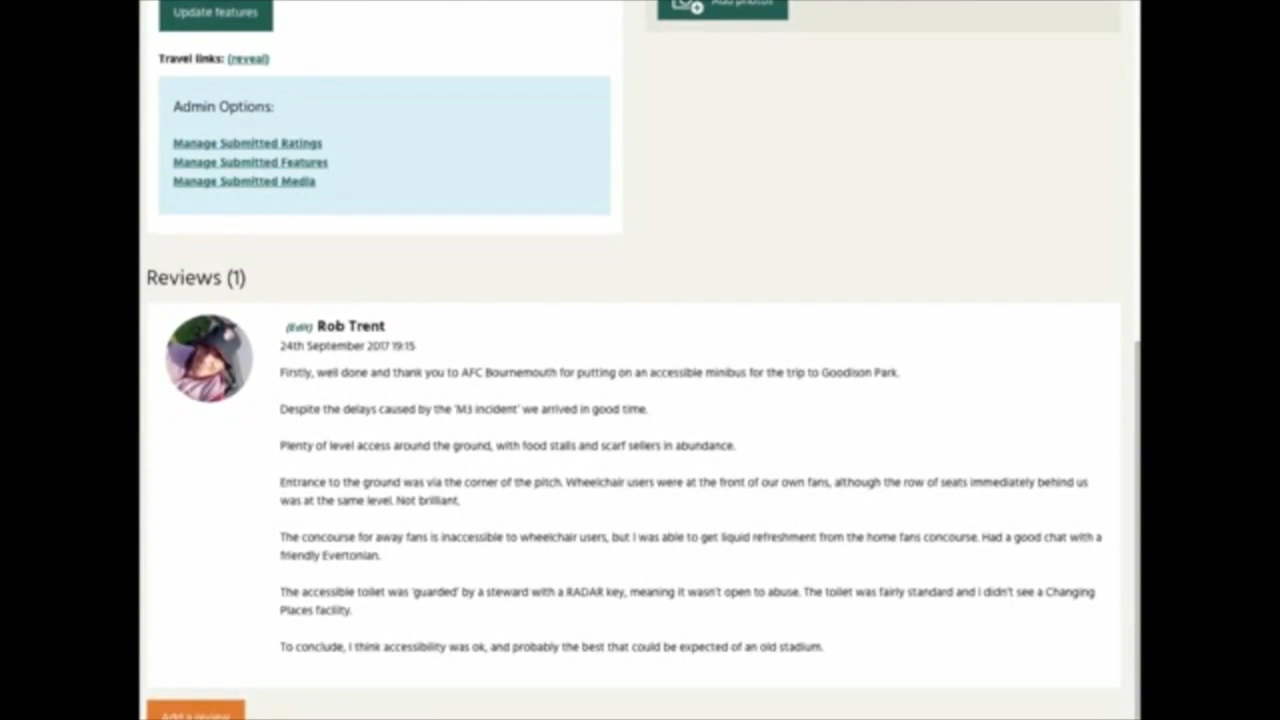 Update features
Add photos
Travel links: (reveal)
Admin Options:
Manage Submitted Ratings
Manage Submitted Features
Manage Submitted Media
Reviews (1)
(Edit) Rob Trent
24th September 2017 19:15
Firstly, well done and thank you to AFC Bournemouth for putting on an accessible minibus for the trip to Goodison Park.
Despite the delays caused by the 'M3 incident' we arrived in good time.
Plenty of level access around the ground, with food stalls and scarf sellers in abundance.
Entrance to the ground was via the corner of the pitch. Wheelchair users were at the front of our own fans, although the row of seats immediately behind us
was at the same level. Not brilliant.
The concourse for away fans is inaccessible to wheelchair users, but I was able to get liquid refreshment from the home fans concourse. Had a good chat with a
friendly Evertonian.
The accessible toilet was 'guarded' by a steward with a RADAR key, meaning it wasn't open to abuse. The toilet was fairly standard and I didn't see a Changing
Places facility.
To conclude, I think accessibility was ok, and probably the best that could be expected of an old stadium.
Add a review